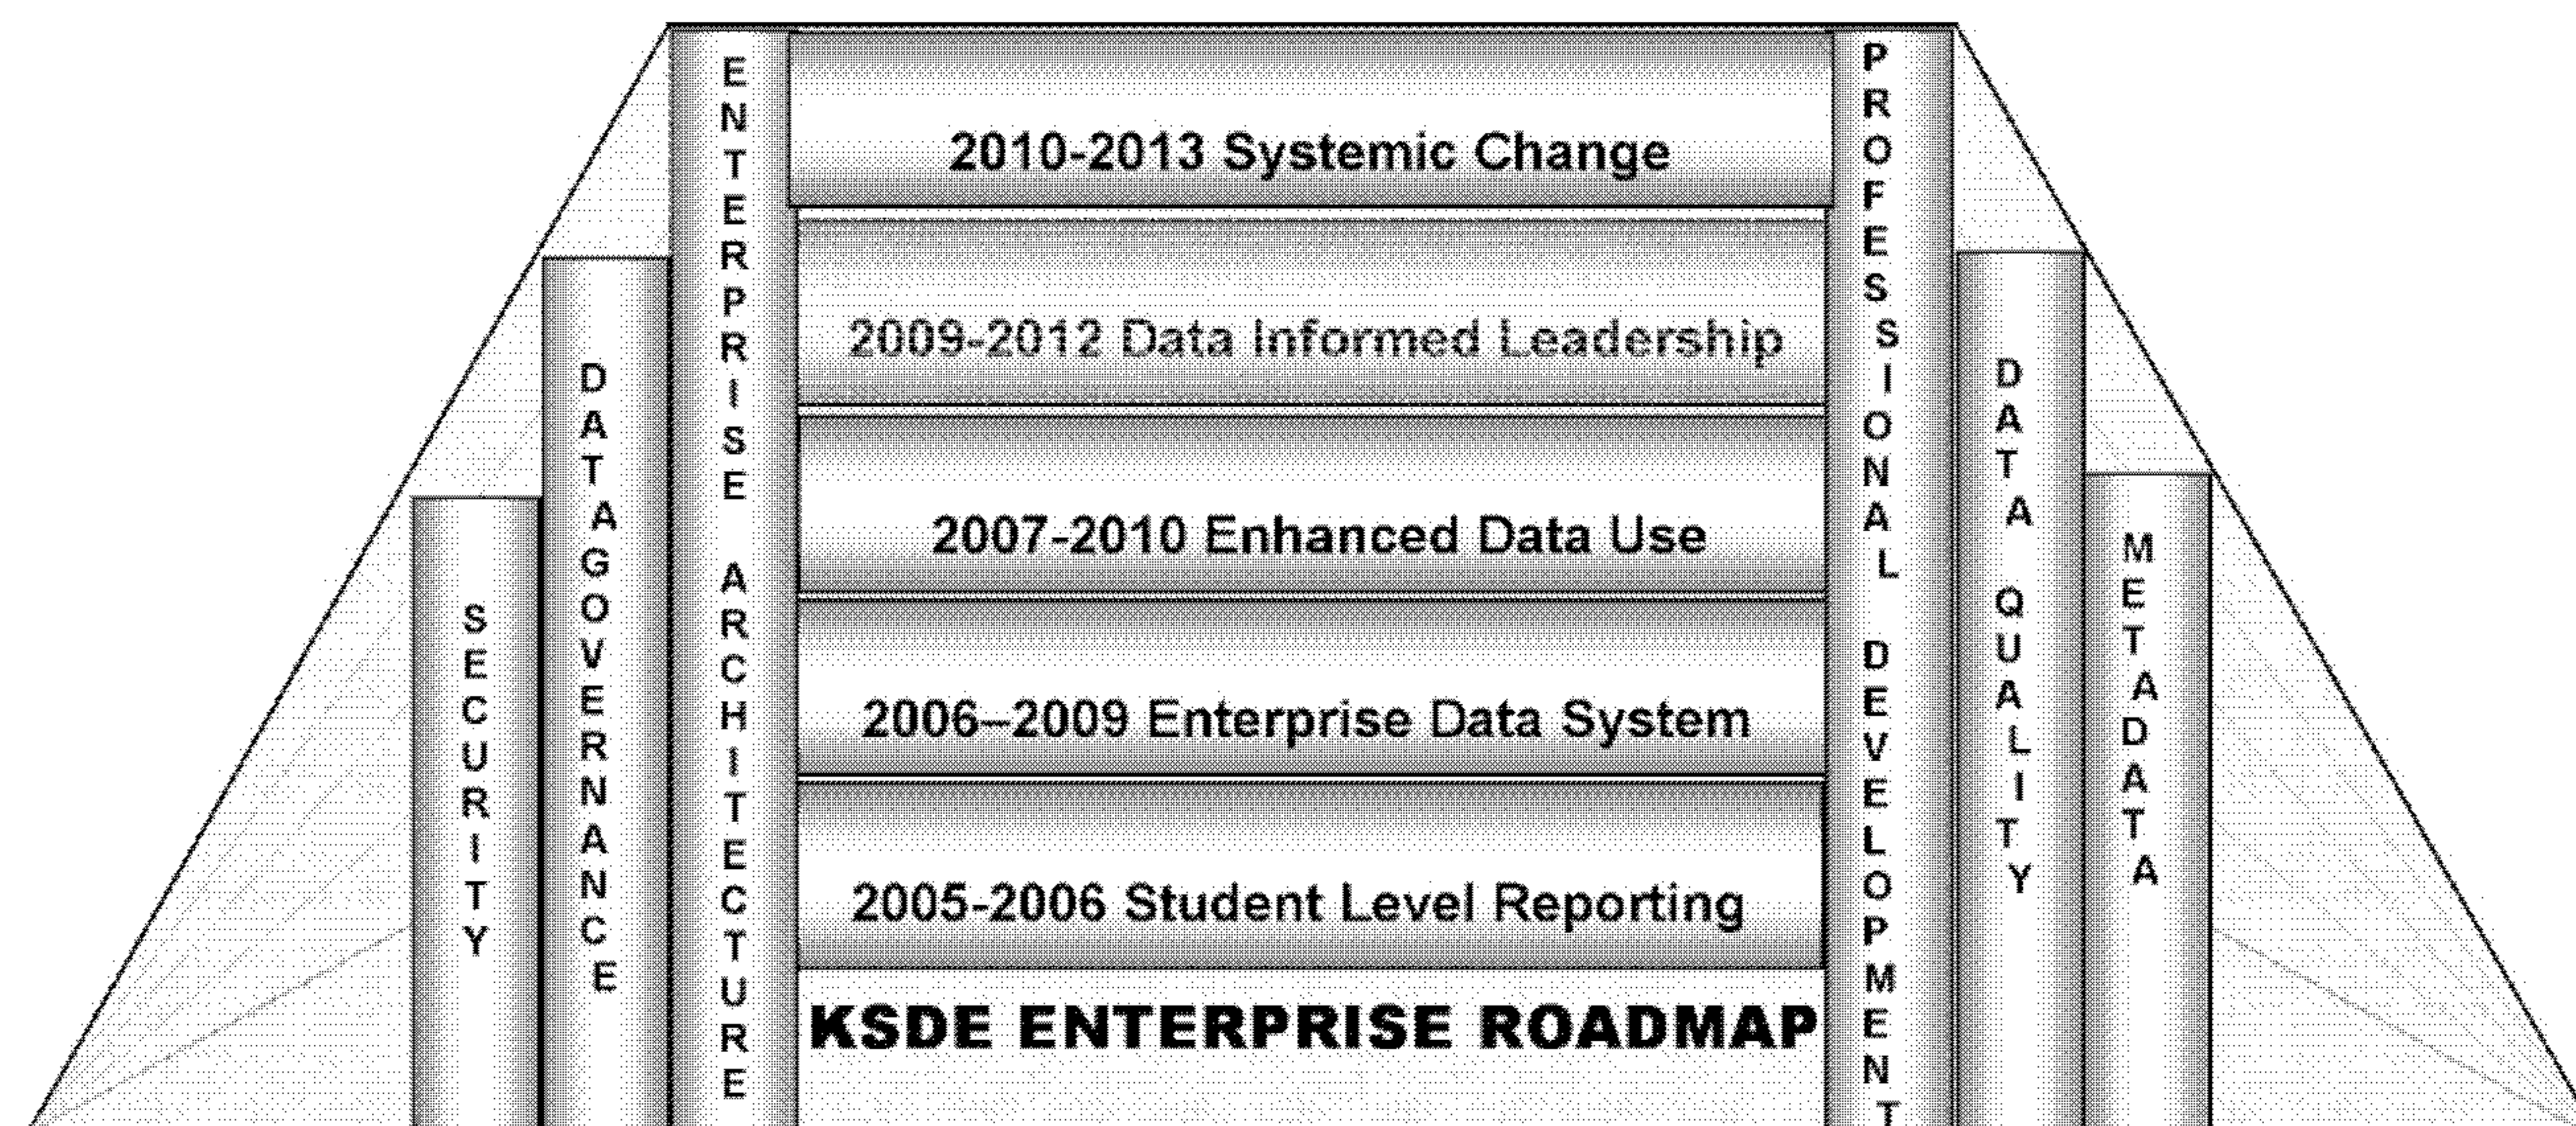 SECURITY
DATA GOVERNANCE
ENTERPRISE ARCHITECTURE
2010-2013 Systemic Change
2009-2012 Data Informed Leadership
2007-2010 Enhanced Data Use
2006–2009 Enterprise Data System
2005-2006 Student Level Reporting
KSDE ENTERPRISE ROADMAP
PROFESSIONAL DEVELOPMENT
DATA QUALITY
METADATA